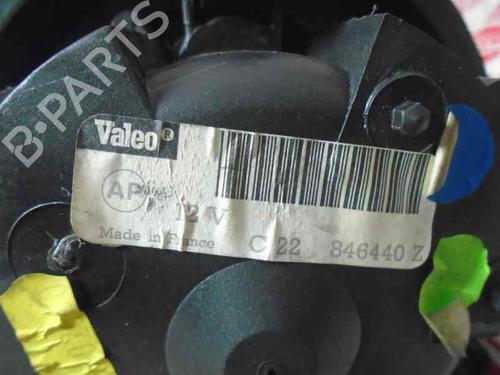 B-PARTS
Valeo®
AP
12 V
Made in France
C 22
846440 Z